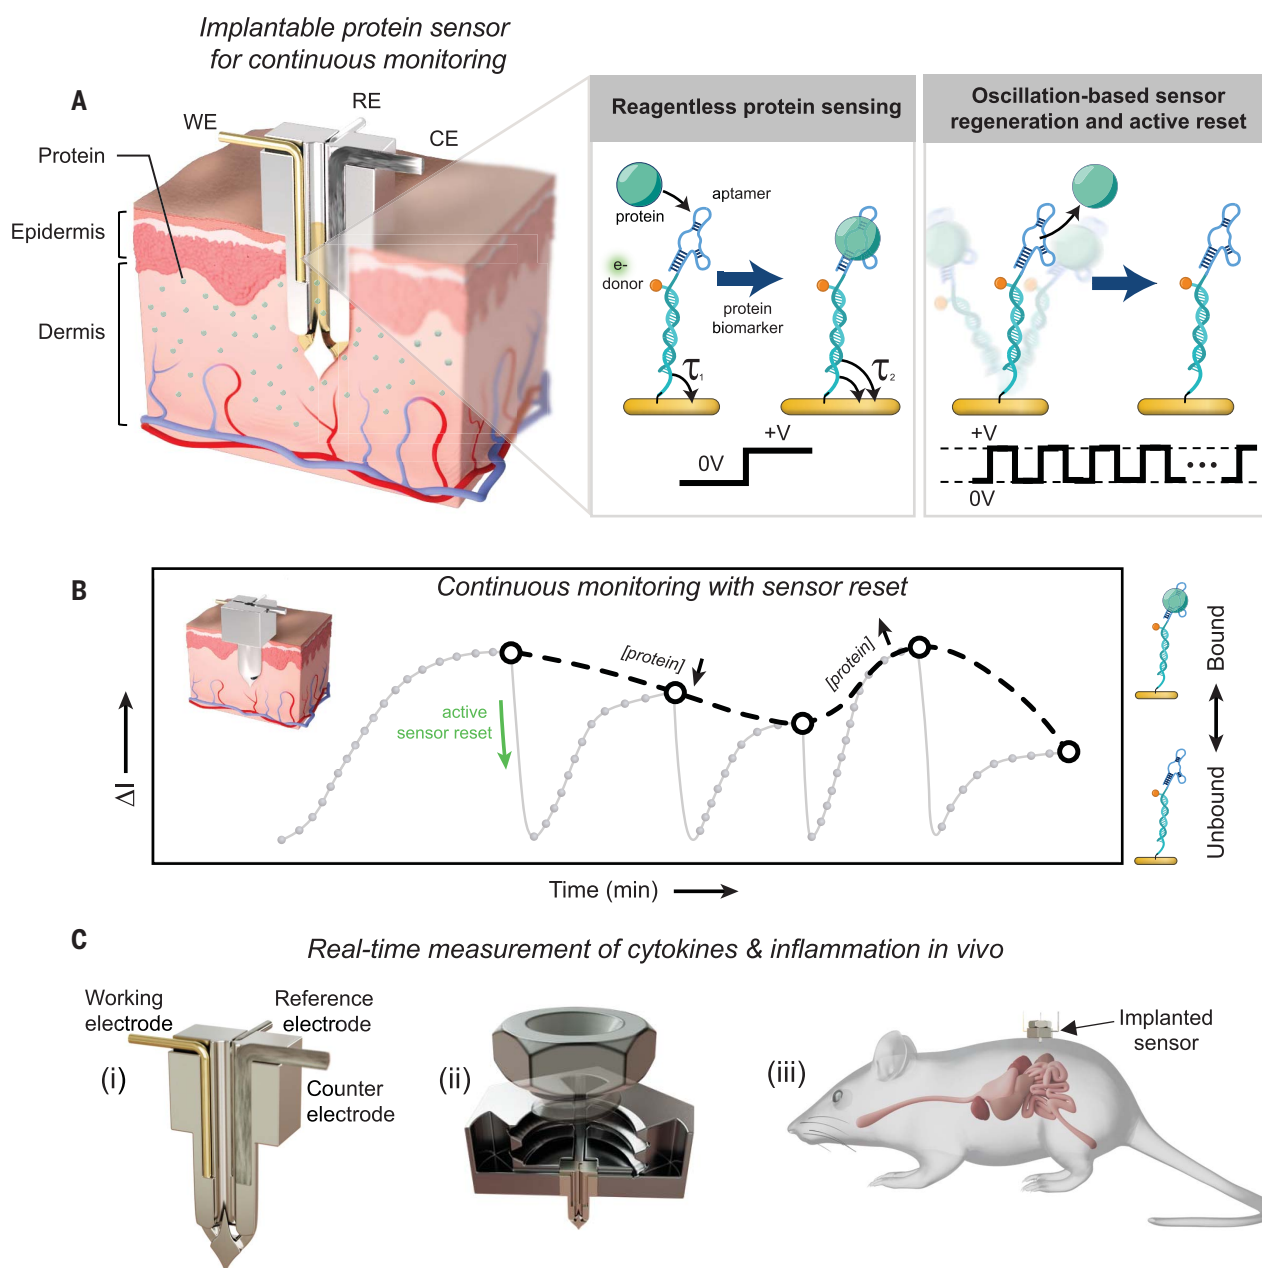 Implantable protein sensor
for continuous monitoring
A
WE
RE
CE
Protein
Epidermis
Dermis
Reagentless protein sensing
protein
aptamer
e-
donor
protein
biomarker
τ1
τ2
0V
+V
Oscillation-based sensor
regeneration and active reset
+V
0V
B
Continuous monitoring with sensor reset
active
sensor reset
[protein]
[protein]
ΔI
Time (min)
Bound
Unbound
C
Real-time measurement of cytokines & inflammation in vivo
Working
electrode
Reference
electrode
Counter
electrode
(i)
(ii)
(iii)
Implanted
sensor